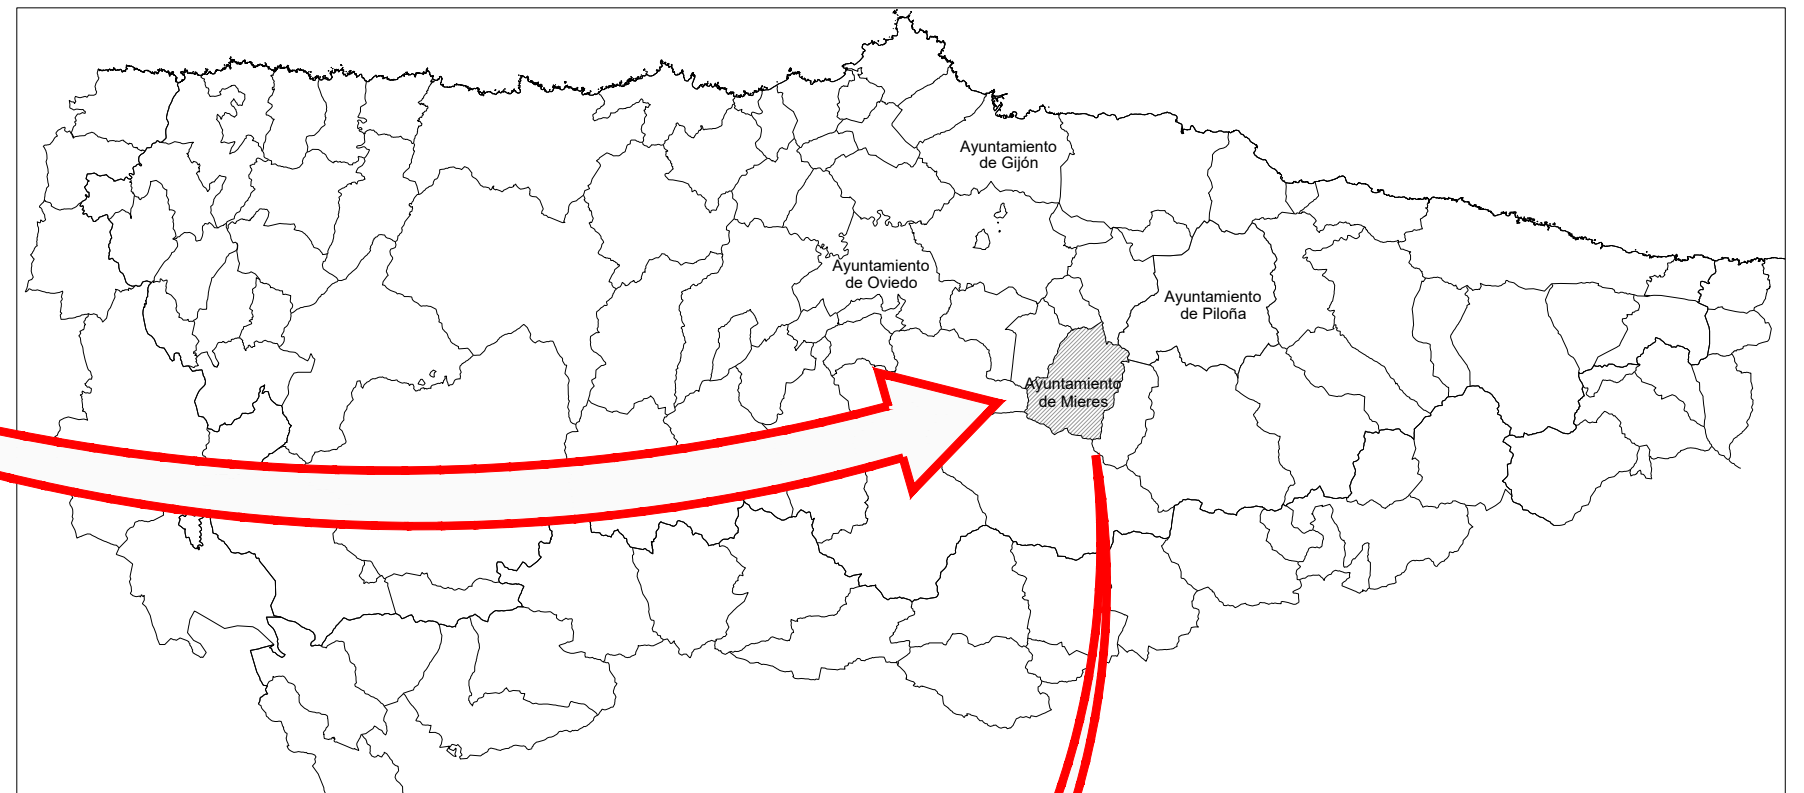 Ayuntamiento
de Gijón
Ayuntamiento
de Oviedo
Ayuntamiento
de Piloña
Ayuntamiento
de Mieres